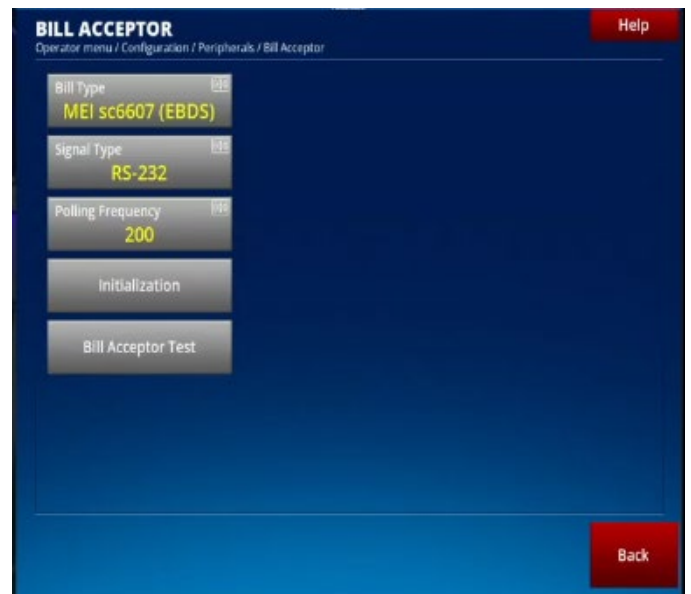 BILL ACCEPTOR
Operator menu / Configuration / Peripherals / Bill Acceptor
Help
Bill Type
MEI sc6607 (EBDS)
Signal Type
RS-232
Polling Frequency
200
Initialization
Bill Acceptor Test
Back